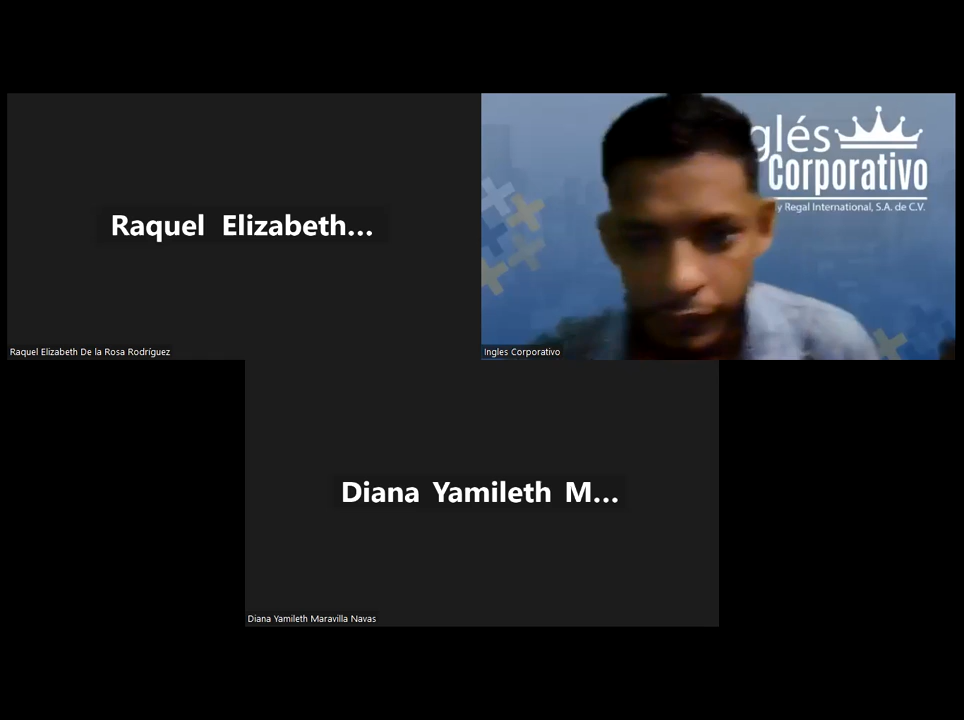 Raquel Elizabeth...
Raquel Elizabeth De la Rosa Rodríguez
glés
Corporativo
y Regal International, S.A. de C.V.
Ingles Corporativo
Diana Yamileth M...
Diana Yamileth Maravilla Navas